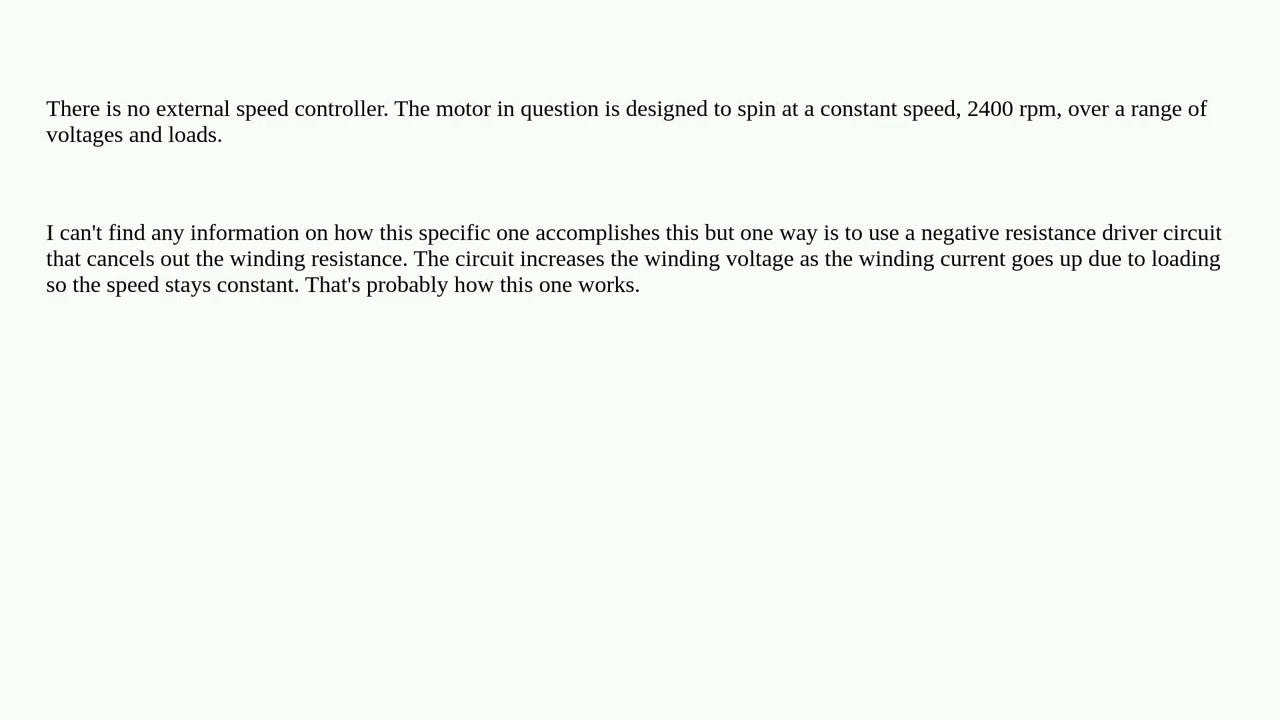 There is no external speed controller. The motor in question is designed to spin at a constant speed, 2400 rpm, over a range of
voltages and loads.
I can't find any information on how this specific one accomplishes this but one way is to use a negative resistance driver circuit
that cancels out the winding resistance. The circuit increases the winding voltage as the winding current goes up due to loading
so the speed stays constant. That's probably how this one works.